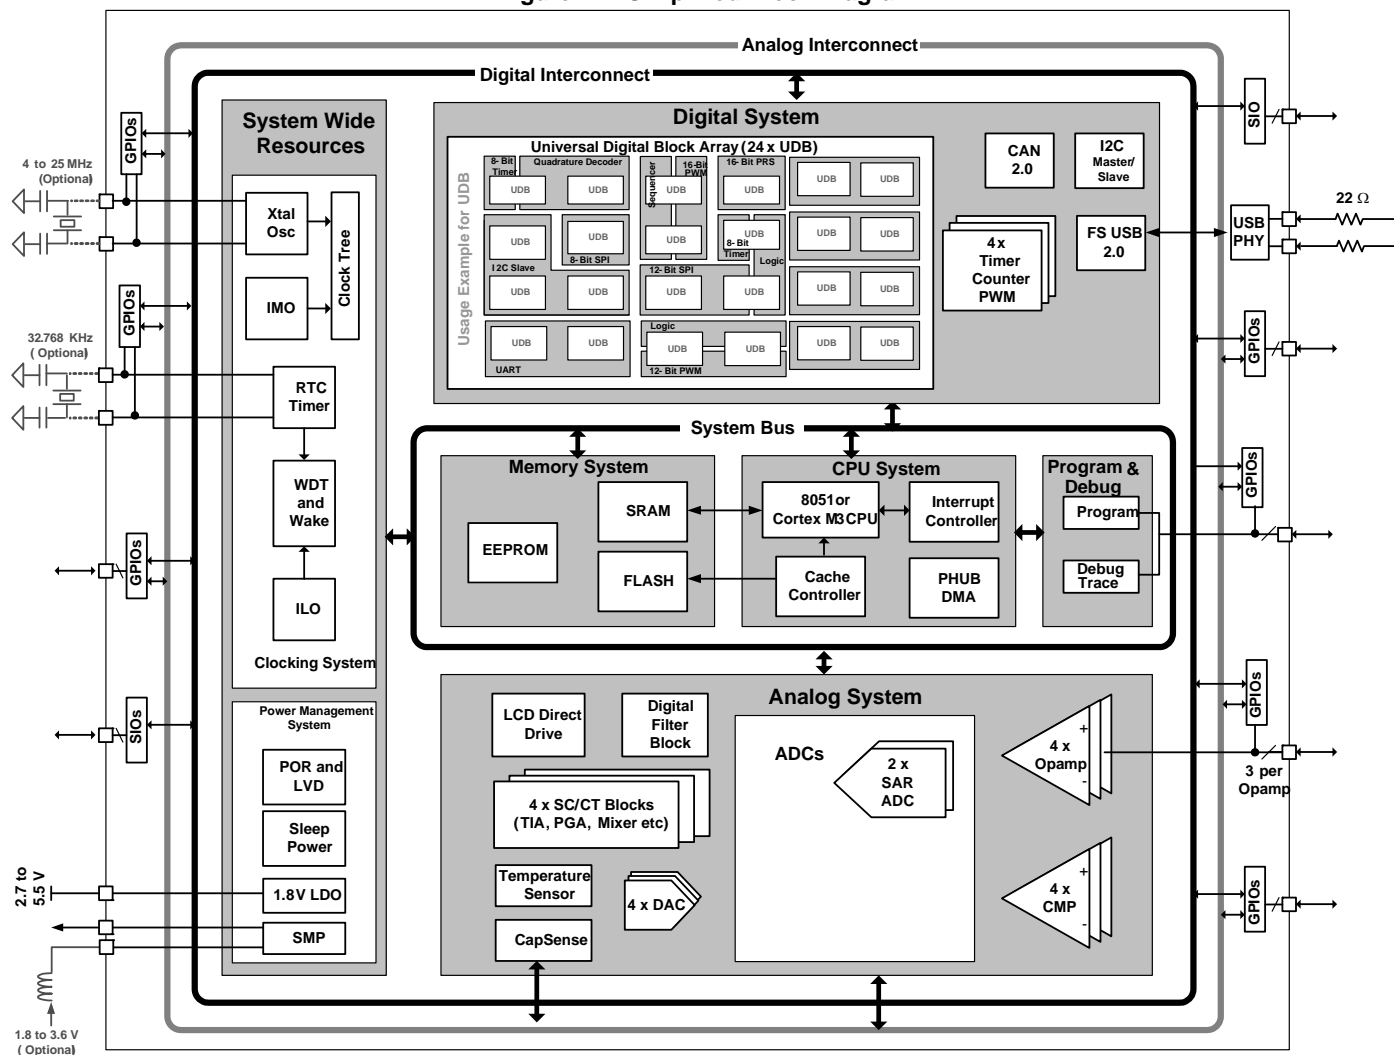 Analog Interconnect
Digital Interconnect
System Wide
Resources
4 to 25 MHz
(Optional)
GPIOs
Xtal
Osc
Clock Tree
IMO
GPIOs
32.768 KHz
( Optional)
RTC
Timer
WDT
and
Wake
GPIOs
ILO
Clocking System
SIOs
Power Management
System
POR and
LVD
Sleep
Power
2.7 to
5.5 V
1.8V LDO
SMP
1.8 to 3.6 V
( Optional)
Digital System
Universal Digital Block Array (24 x UDB)
Usage Example for UDB
8- Bit
Timer
Quadrature Decoder
Sequencer
16-Bit
PWM
16- Bit PRS
UDB
UDB
UDB
UDB
UDB
UDB
UDB
UDB
UDB
UDB
UDB
UDB
I2C Slave
8- Bit SPI
12- Bit SPI
8- Bit
Timer
Logic
UDB
UDB
UDB
UDB
UDB
UDB
UDB
UDB
UDB
UDB
UDB
UDB
Logic
UART
12- Bit PWM
CAN
2.0
I2C
Master/
Slave
4 x
Timer
Counter
PWM
FS USB
2.0
SIO
USB
PHY
22 Ω
GPIOs
System Bus
Memory System
EEPROM
SRAM
FLASH
CPU System
8051 or
Cortex M3 CPU
Interrupt
Controller
Cache
Controller
PHUB
DMA
Program &
Debug
Program
Debug
Trace
GPIOs
Analog System
LCD Direct
Drive
Digital
Filter
Block
4 x SC/CT Blocks
(TIA, PGA, Mixer etc)
Temperature
Sensor
4 x DAC
CapSense
ADCs
2 x
SAR
ADC
+
4 x
Opamp
-
+
4 x
CMP
-
GPIOs
3 per
Opamp
GPIOs